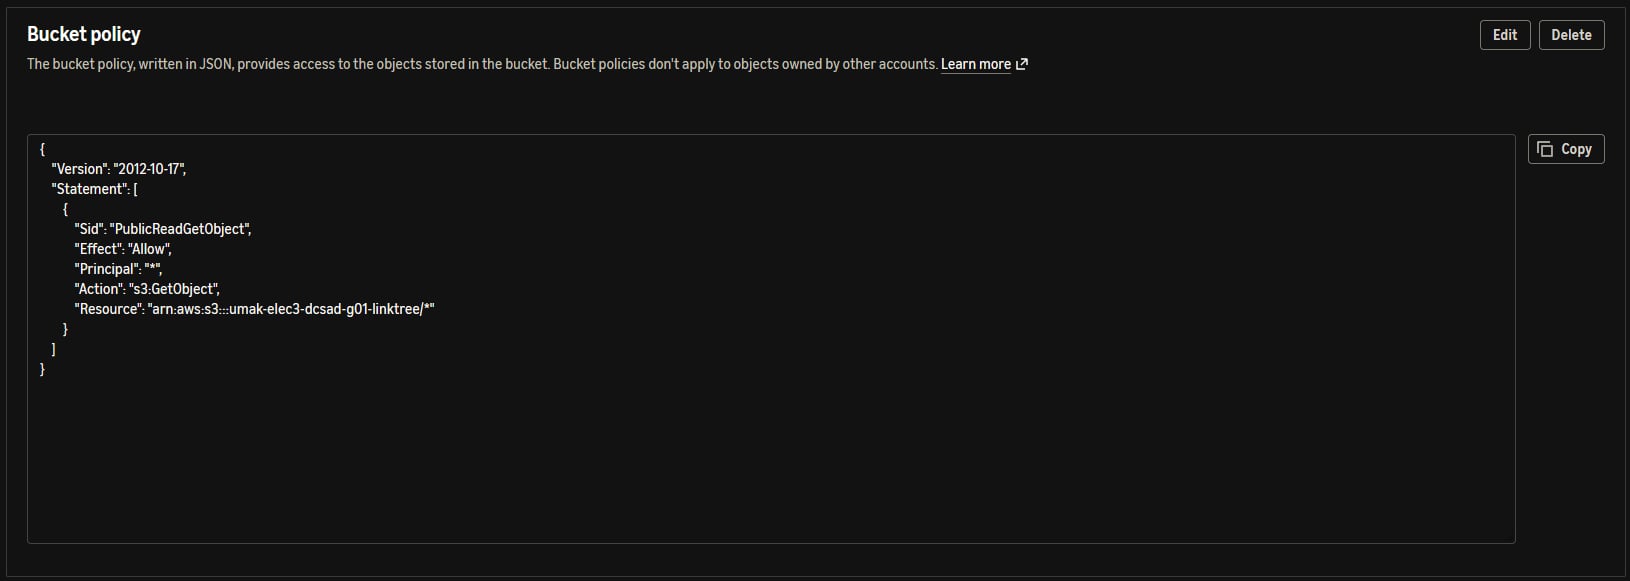 Bucket policy
Edit
Delete
The bucket policy, written in JSON, provides access to the objects stored in the bucket. Bucket policies don't apply to objects owned by other accounts. Learn more
Copy
{
"Version": "2012-10-17",
"Statement": [
{
"Sid": "PublicReadGetObject",
"Effect": "Allow",
"Principal": "*",
"Action": "s3:GetObject",
"Resource": "arn:aws:s3:::umak-elec3-dcsad-g01-linktree/*"
}
]
}